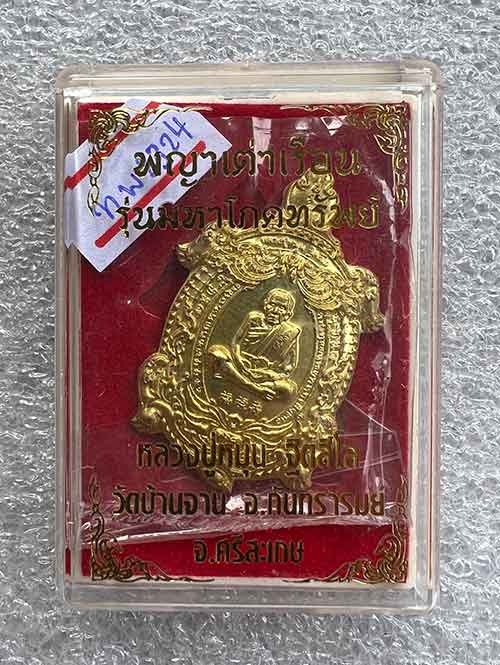 พญาเต่าเรือน
รุ่นมหาโภคทรัพย์
หลวงปู่หมุน ฐิตสีโล
วัดบ้านจาน อ.กันทรารมย์
จ.ศรีสะเกษ